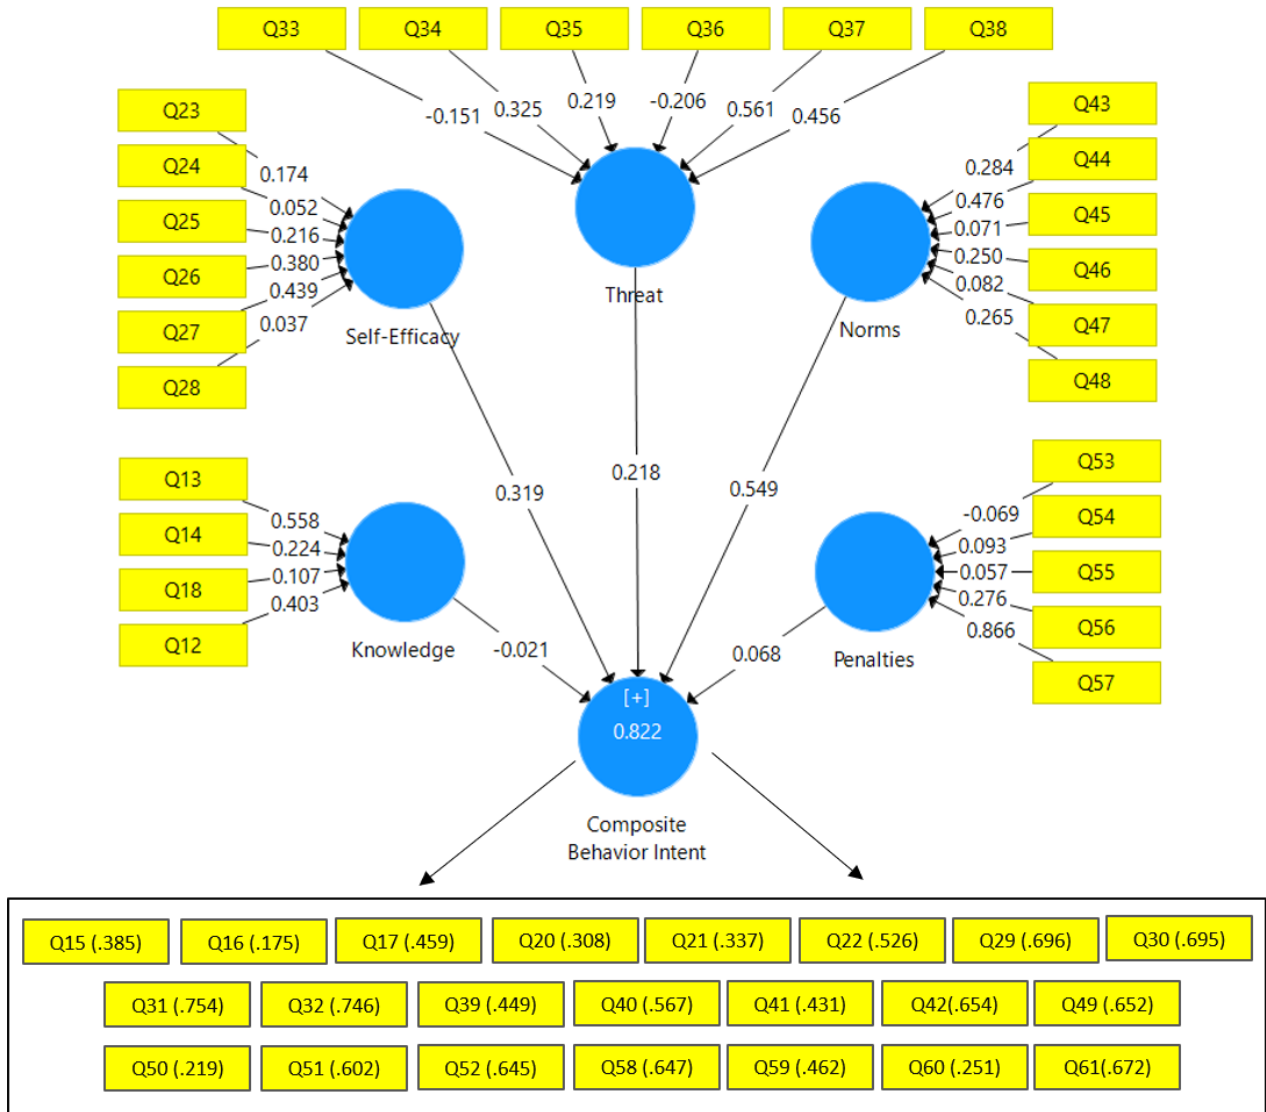 Q33 Q34 Q35 Q36 Q37 Q38
-0.151 0.325 0.219 -0.206 0.561 0.456
Threat
Q23
Q24
Q25
Q26
Q27
Q28
0.174
0.052
0.216
0.380
0.439
0.037
Self-Efficacy
Q43
Q44
Q45
Q46
Q47
Q48
0.284
0.476
0.071
0.250
0.082
0.265
Norms
0.319
0.218
0.549
Q13
Q14
Q18
Q12
0.558
0.224
0.107
0.403
Knowledge
-0.021
Q53
Q54
Q55
Q56
Q57
-0.069
0.093
0.057
0.276
0.866
Penalties
0.068
[+]
0.822
Composite
Behavior Intent
Q15 (.385) Q16 (.175) Q17 (.459) Q20 (.308) Q21 (.337) Q22 (.526) Q29 (.696) Q30 (.695)
Q31 (.754) Q32 (.746) Q39 (.449) Q40 (.567) Q41 (.431) Q42(.654) Q49 (.652)
Q50 (.219) Q51 (.602) Q52 (.645) Q58 (.647) Q59 (.462) Q60 (.251) Q61(.672)